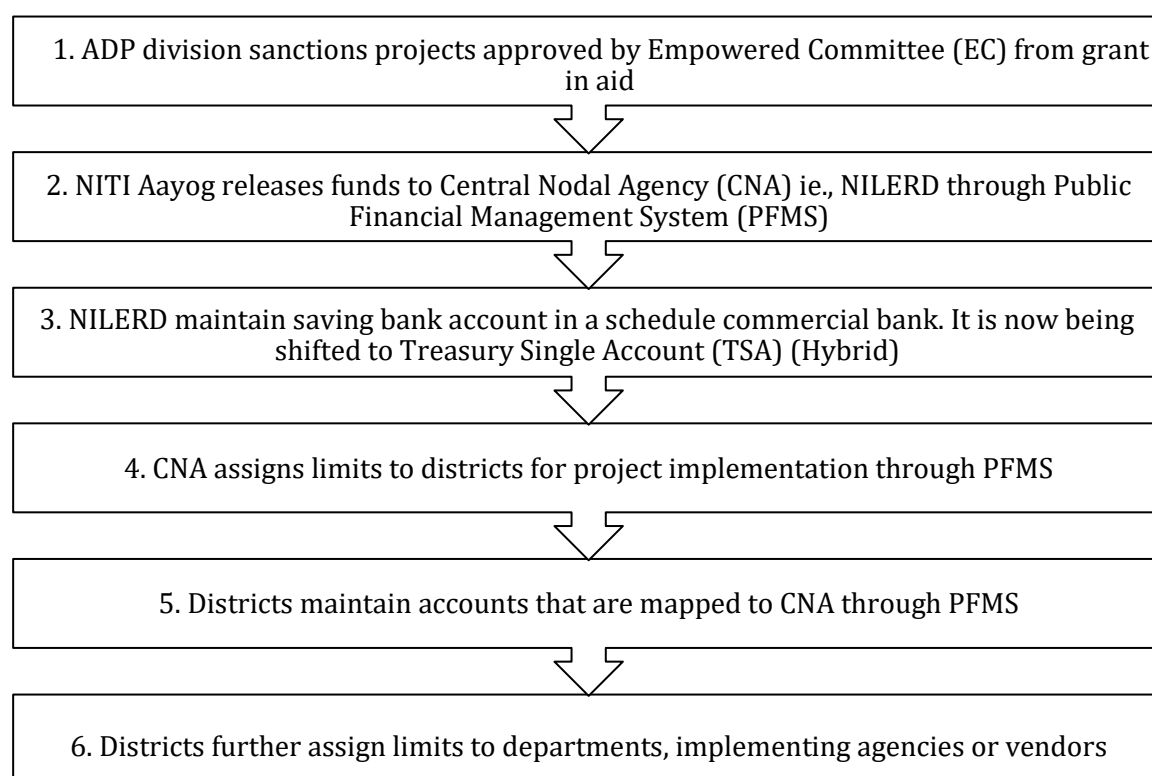 1. ADP division sanctions projects approved by Empowered Committee (EC) from grant
in aid
2. NITI Aayog releases funds to Central Nodal Agency (CNA) ie., NILERD through Public
Financial Management System (PFMS)
3. NILERD maintain saving bank account in a schedule commercial bank. It is now being
shifted to Treasury Single Account (TSA) (Hybrid)
4. CNA assigns limits to districts for project implementation through PFMS
5. Districts maintain accounts that are mapped to CNA through PFMS
6. Districts further assign limits to departments, implementing agencies or vendors